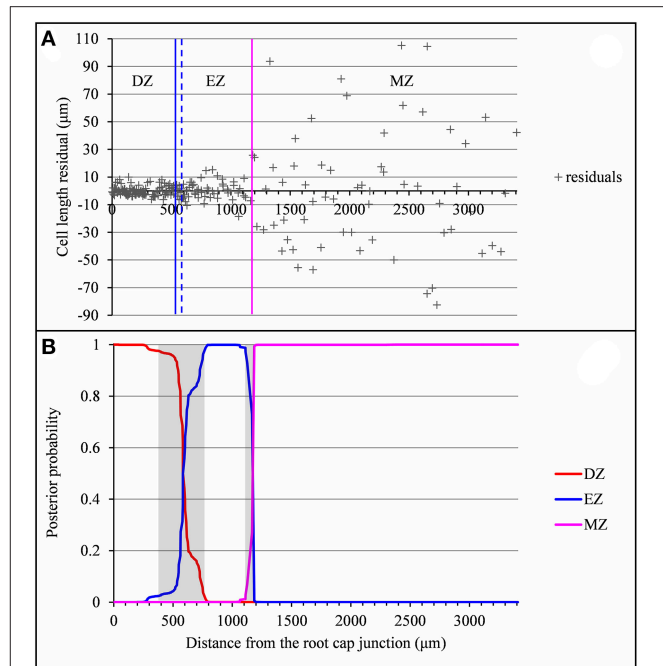 A
110
90
70
50
30
10
-10
-30
-50
-70
-90
Cell length residual (μm)
DZ
EZ
MZ
0
500
1000
1500
2000
2500
3000
residuals
B
1
0.8
0.6
0.4
0.2
0
Posterior probability
DZ
EZ
MZ
0
500
1000
1500
2000
2500
3000
Distance from the root cap junction (μm)